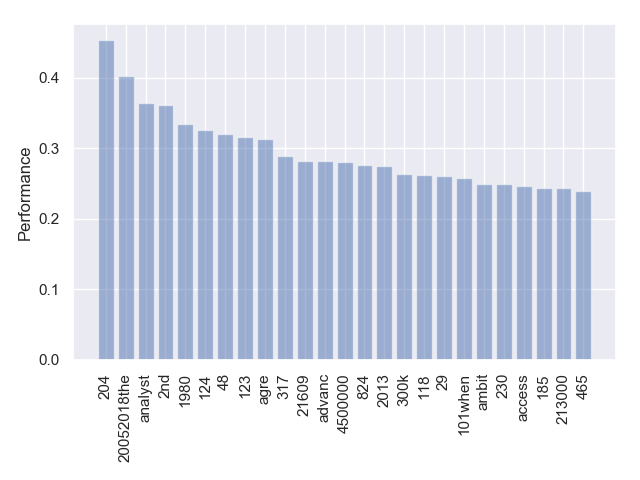 Performance
0.4
0.3
0.2
0.1
0.0
204
20052018the
analyst
2nd
1980
124
48
123
agre
317
21609
advanc
4500000
824
2013
300k
118
29
101when
ambit
230
access
185
213000
465